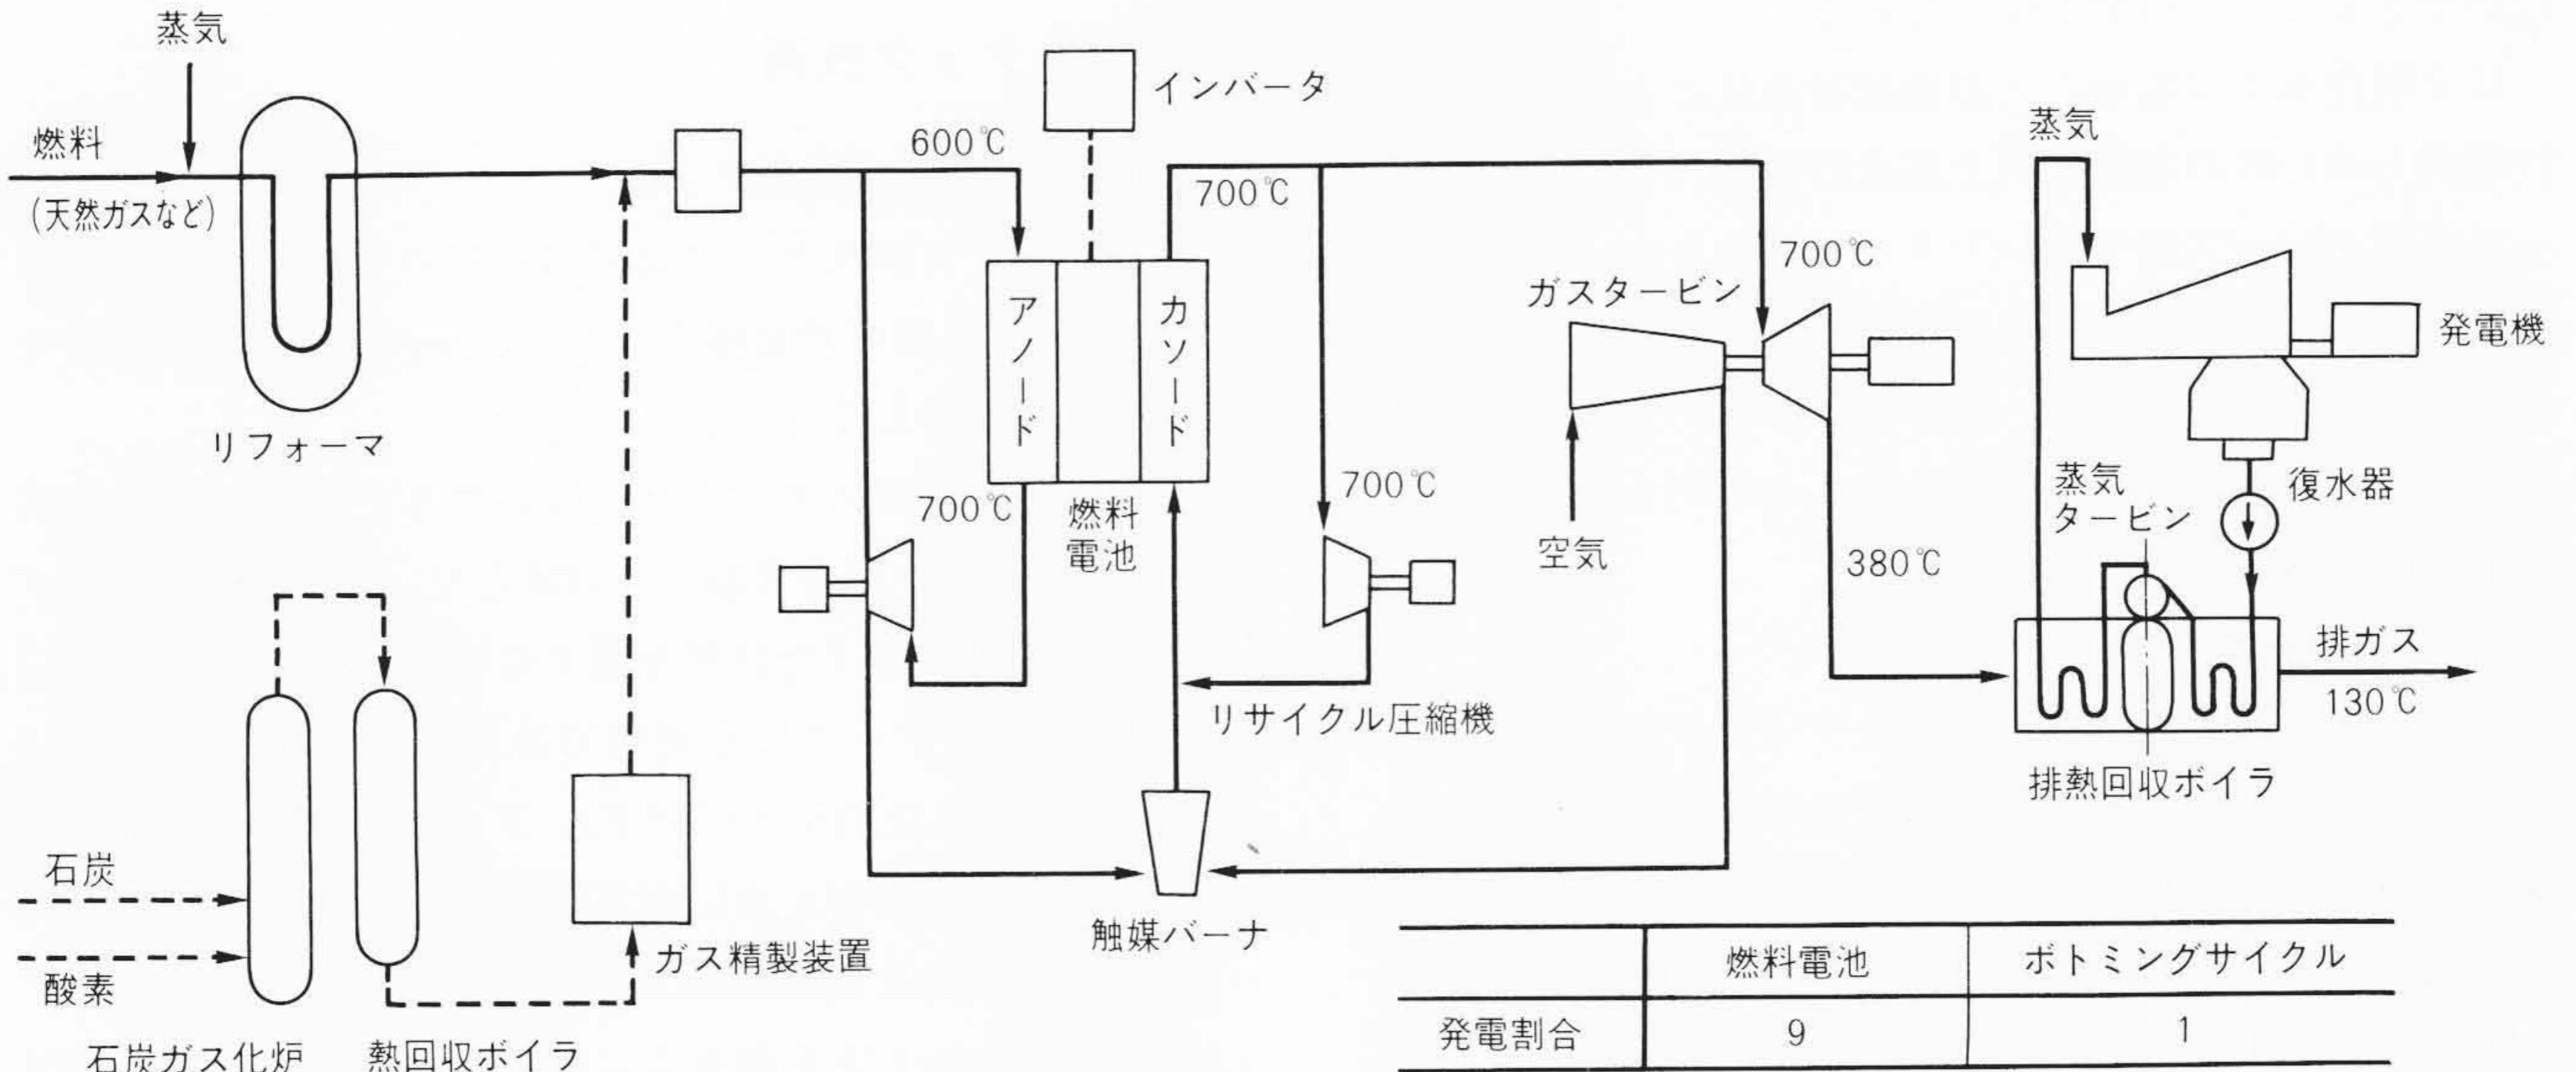 蒸気
燃料
(天然ガスなど)
リフォーマ
インバータ
600℃
700℃
アノード
カソード
700℃
燃料
電池
700℃
リサイクル圧縮機
触媒バーナ
ガスタービン
700℃
空気
380℃
蒸気
発電機
復水器
蒸気
タービン
排ガス
130℃
排熱回収ボイラ
石炭
酸素
石炭ガス化炉
熱回収ボイラ
ガス精製装置
燃料電池 ボトミングサイクル
発電割合 9 1